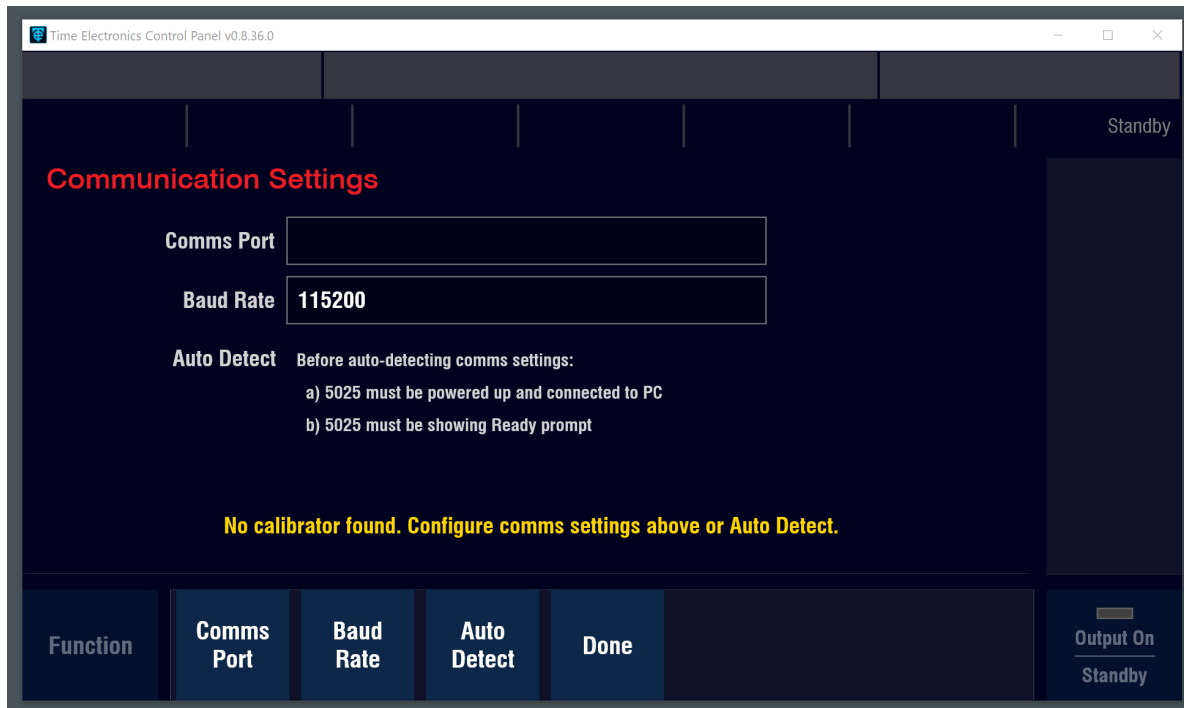 Time Electronics Control Panel v0.8.36.0
Standby
Communication Settings
Comms Port
Baud Rate 115200
Auto Detect Before auto-detecting comms settings:
a) 5025 must be powered up and connected to PC
b) 5025 must be showing Ready prompt
No calibrator found. Configure comms settings above or Auto Detect.
Function
Comms
Port
Baud
Rate
Auto
Detect
Done
Output On
Standby